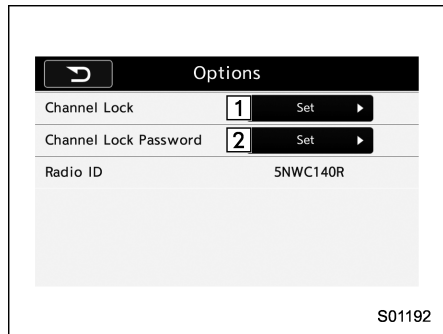 Options
Channel Lock 1 Set
Channel Lock Password 2 Set
Radio ID 5NWC140R
S01192